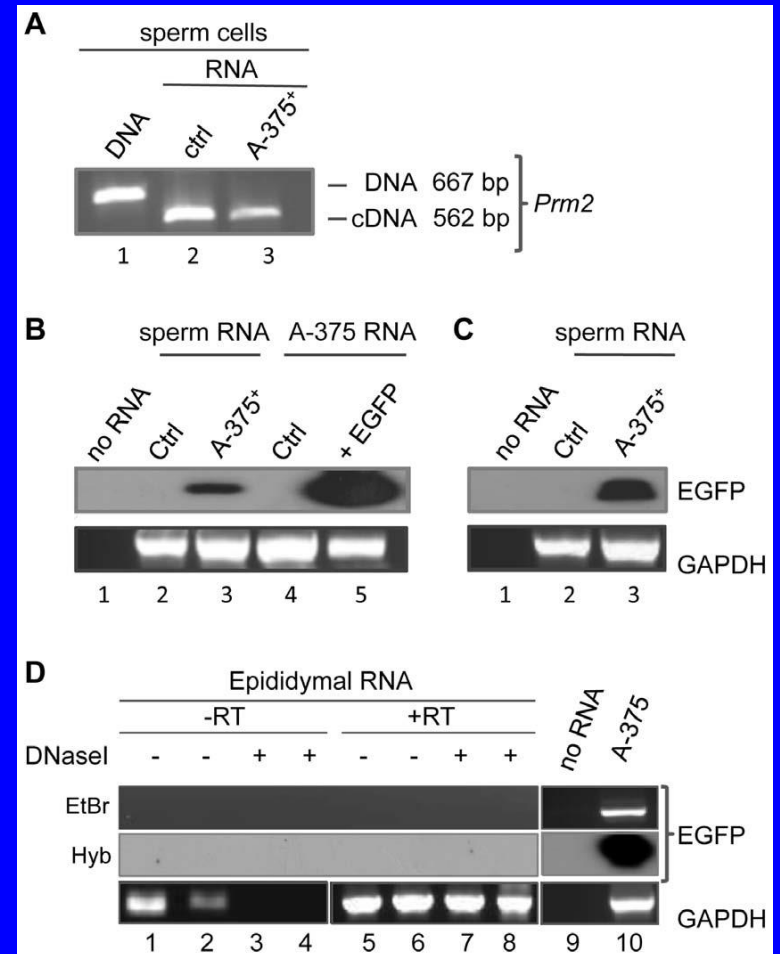 A
sperm cells
RNA
DNA ctrl A-375+
– DNA 667 bp
– cDNA 562 bp
Prm2
1 2 3
B
sperm RNA A-375 RNA
no RNA Ctrl A-375+ Ctrl + EGFP
1 2 3 4 5
C
sperm RNA
no RNA Ctrl A-375+
EGFP
GAPDH
1 2 3
D
Epididymal RNA
-RT +RT
no RNA A-375
DNaseI - - + + - - + +
EtBr
Hyb
EGFP
GAPDH
1 2 3 4 5 6 7 8 9 10